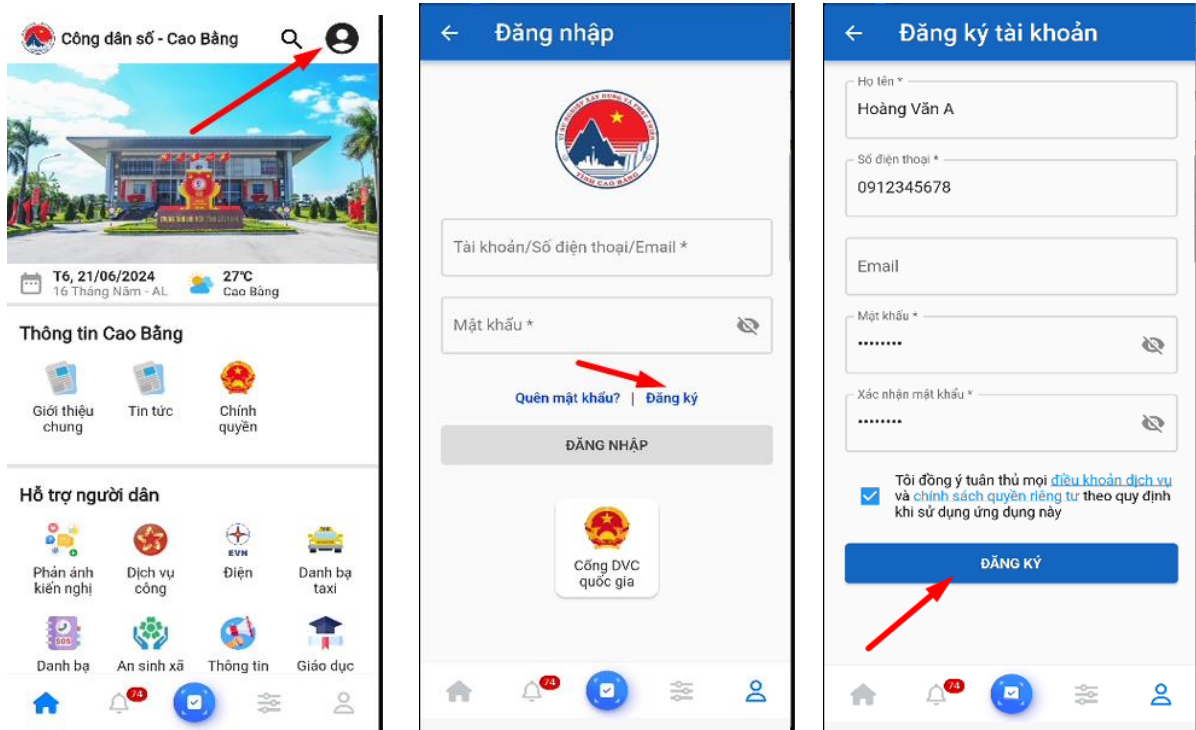 Công dân số - Cao Bằng
T6, 21/06/2024
16 Tháng Năm - AL
27°C
Cao Bằng
Thông tin Cao Bằng
Giới thiệu
chung
Tin tức
Chính
quyền
Hỗ trợ người dân
Phản ánh
kiến nghị
Dịch vụ
công
EVN
Điện
Danh bạ
taxi
SOS
Danh bạ
An sinh xã
Thông tin
Giáo dục
74
Đăng nhập
TỈNH CAO BẰNG
Tài khoản/Số điện thoại/Email *
Mật khẩu *
Quên mật khẩu? | Đăng ký
ĐĂNG NHẬP
Cổng DVC
quốc gia
74
Đăng ký tài khoản
Họ tên *
Hoàng Văn A
Số điện thoại *
0912345678
Email
Mật khẩu *
••••••••
Xác nhận mật khẩu *
••••••••
Tôi đồng ý tuân thủ mọi điều khoản dịch vụ
và chính sách quyền riêng tư theo quy định
khi sử dụng ứng dụng này
ĐĂNG KÝ
74